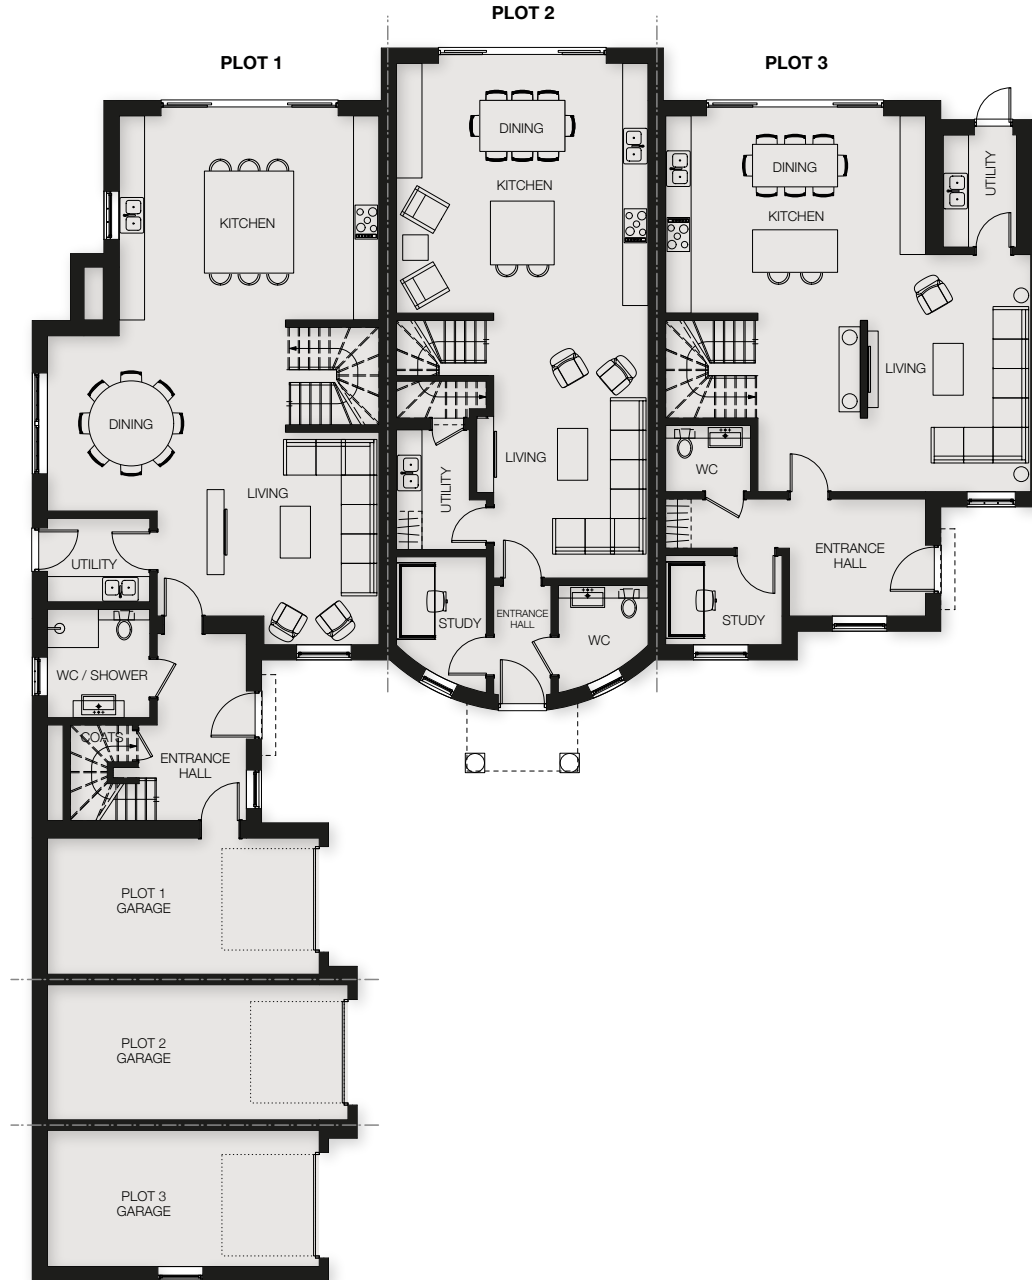 PLOT 2
PLOT 1
PLOT 3
DINING
KITCHEN
DINING
KITCHEN
DINING
KITCHEN
UTILITY
DINING
LIVING
UTILITY
WC / SHOWER
COATS
ENTRANCE
HALL
LIVING
UTILITY
STUDY
ENTRANCE
HALL
WC
LIVING
WC
ENTRANCE
HALL
STUDY
PLOT 1
GARAGE
PLOT 2
GARAGE
PLOT 3
GARAGE